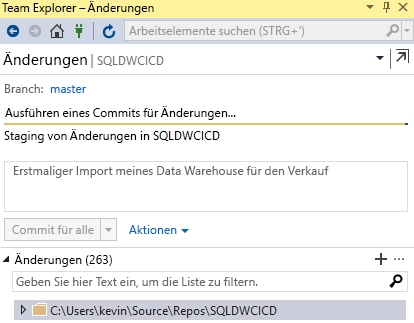 Team Explorer – Änderungen
Arbeitselemente suchen (STRG+')
Änderungen | SQLDWCICD
Branch: master
Ausführen eines Commits für Änderungen...
Staging von Änderungen in SQLDWCICD
Erstmaliger Import meines Data Warehouse für den Verkauf
Commit für alle Aktionen
Änderungen (263)
Geben Sie hier Text ein, um die Liste zu filtern.
C:\Users\kevin\Source\Repos\SQLDWCICD